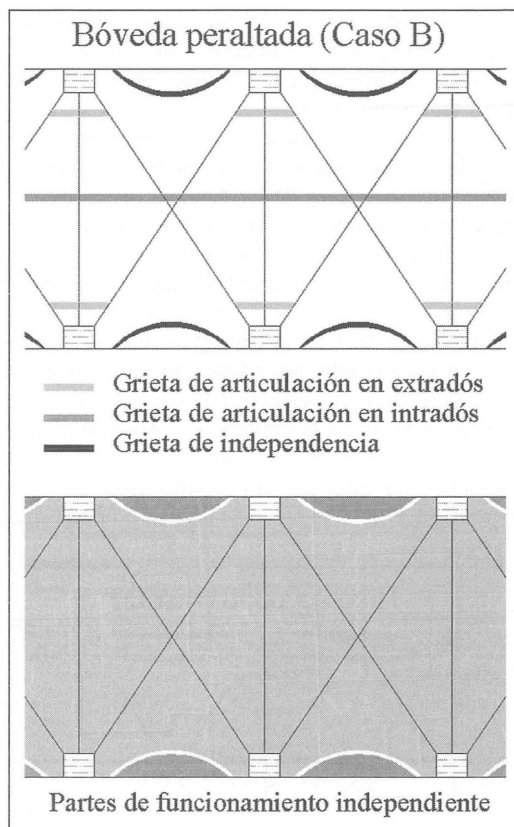 Bóveda peraltada (Caso B)
Grieta de articulación en extradós
Grieta de articulación en intradós
Grieta de independencia
Partes de funcionamiento independiente